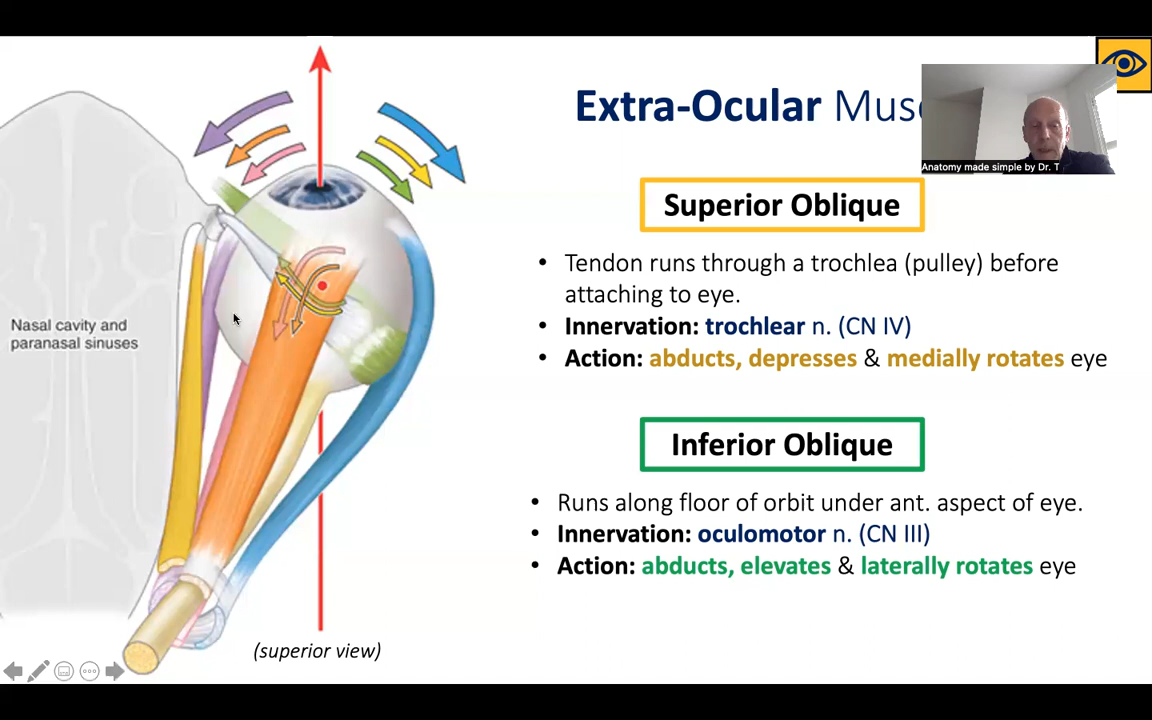 Extra-Ocular
Anatomy made simple by Dr. T
Superior Oblique
• Tendon runs through a trochlea (pulley) before
attaching to eye.
• Innervation: trochlear n. (CN IV)
• Action: abducts, depresses & medially rotates eye
Inferior Oblique
• Runs along floor of orbit under ant. aspect of eye.
• Innervation: oculomotor n. (CN III)
• Action: abducts, elevates & laterally rotates eye
Nasal cavity and
paranasal sinuses
(superior view)